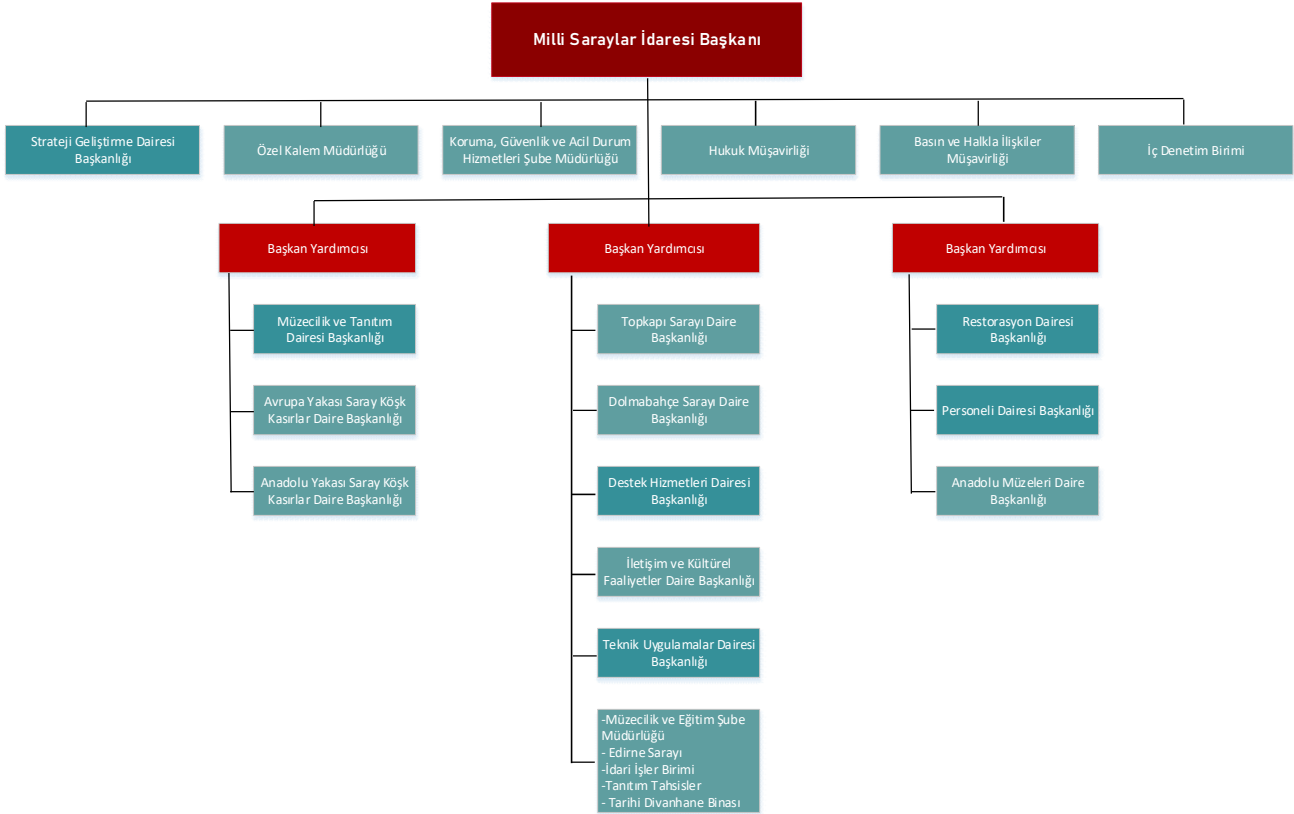 Milli Saraylar İdaresi Başkanı
Strateji Geliştirme Dairesi
Başkanlığı
Özel Kalem Müdürlüğü
Koruma, Güvenlik ve Acil Durum
Hizmetleri Şube Müdürlüğü
Hukuk Müşavirliği
Basın ve Halkla İlişkiler
Müşavirliği
İç Denetim Birimi
Başkan Yardımcısı
Müzecilik ve Tanıtım
Dairesi Başkanlığı
Avrupa Yakası Saray Köşk
Kasırlar Daire Başkanlığı
Anadolu Yakası Saray Köşk
Kasırlar Daire Başkanlığı
Başkan Yardımcısı
Topkapı Sarayı Daire
Başkanlığı
Dolmabahçe Sarayı Daire
Başkanlığı
Destek Hizmetleri Dairesi
Başkanlığı
İletişim ve Kültürel
Faaliyetler Daire Başkanlığı
Teknik Uygulamalar Dairesi
Başkanlığı
-Müzecilik ve Eğitim Şube
Müdürlüğü
- Edirne Sarayı
-İdari İşler Birimi
-Tanıtım Tahsisler
- Tarihi Divanhane Binası
Başkan Yardımcısı
Restorasyon Dairesi
Başkanlığı
Personeli Dairesi Başkanlığı
Anadolu Müzeleri Daire
Başkanlığı